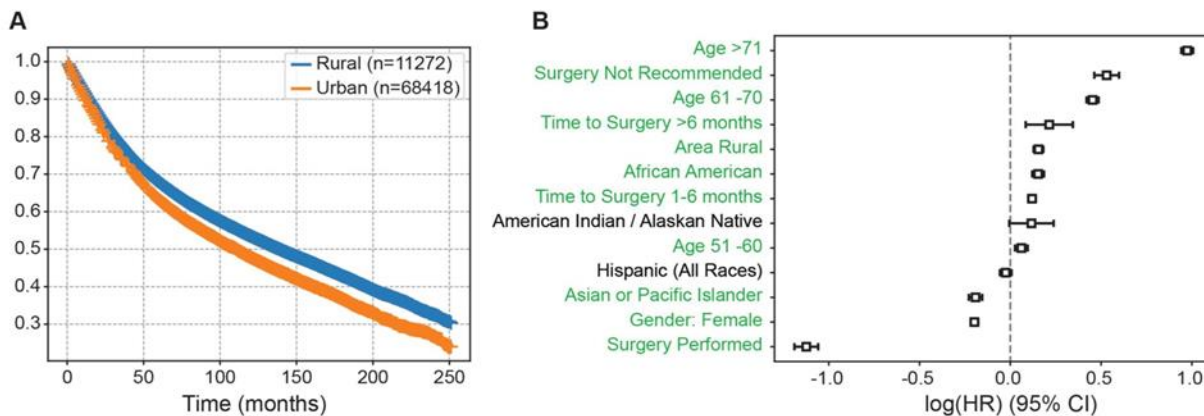 A
1.0
0.9
0.8
0.7
0.6
0.5
0.4
0.3
Rural (n=11272)
Urban (n=68418)
0 50 100 150 200 250
Time (months)
B
Age >71
Surgery Not Recommended
Age 61 -70
Time to Surgery >6 months
Area Rural
African American
Time to Surgery 1-6 months
American Indian / Alaskan Native
Age 51 -60
Hispanic (All Races)
Asian or Pacific Islander
Gender: Female
Surgery Performed
-1.0 -0.5 0.0 0.5 1.0
log(HR) (95% CI)